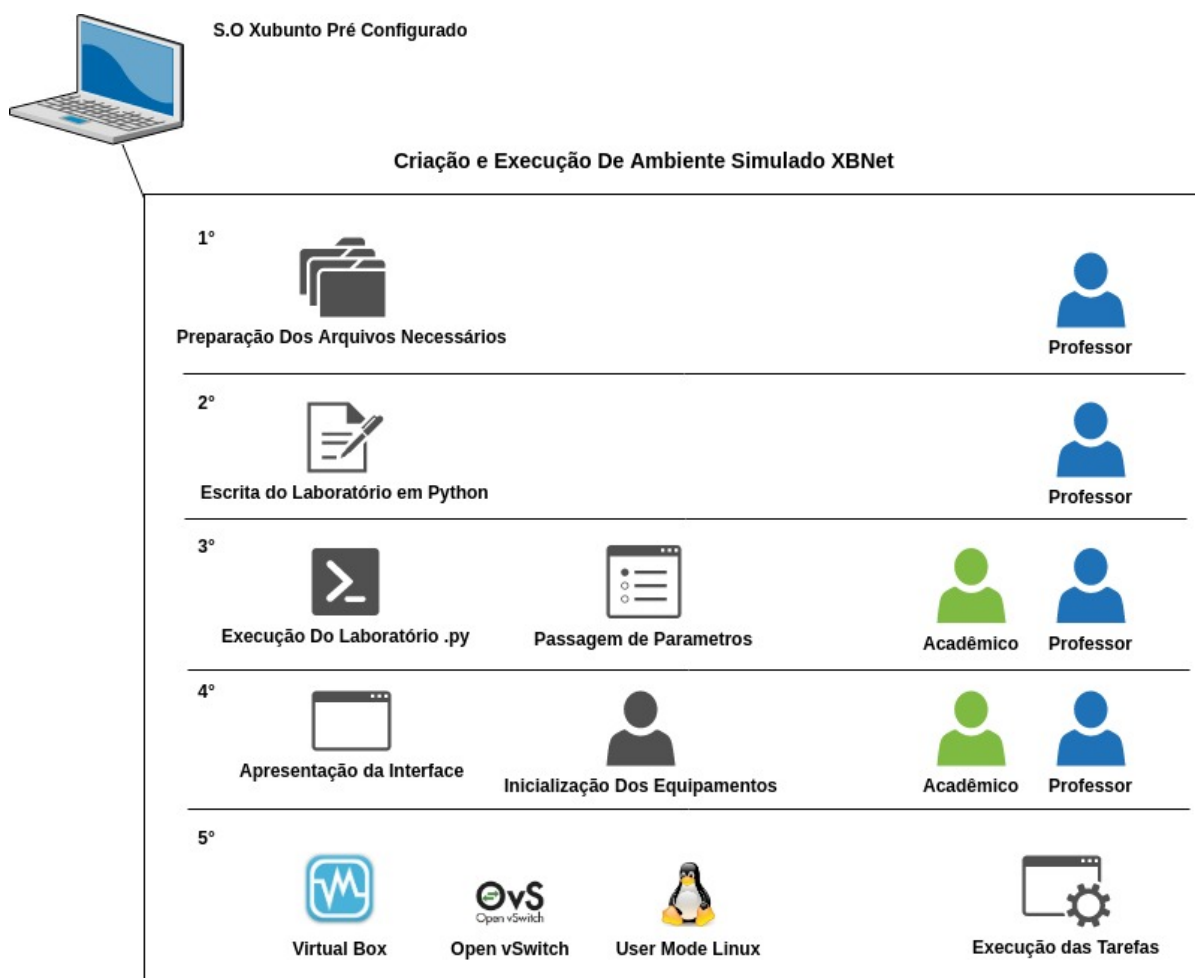 S.O Xubunto Pré Configurado
Criação e Execução De Ambiente Simulado XBNet
1°
Preparação Dos Arquivos Necessários
Professor
2°
Escrita do Laboratório em Python
Professor
3°
Execução Do Laboratório .py
Passagem de Parametros
Acadêmico
Professor
4°
Apresentação da Interface
Inicialização Dos Equipamentos
Acadêmico
Professor
5°
OvS
Open vSwitch
Virtual Box
Open vSwitch
User Mode Linux
Execução das Tarefas